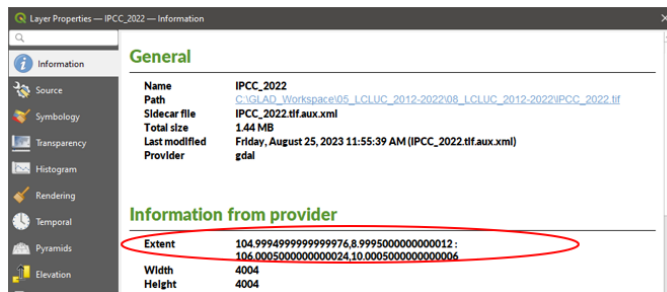 Layer Properties — IPCC_2022 — Information
Information
General
Name IPCC_2022
Source
Path C:\GLAD_Workspace\05_LCLUC_2012-2022\08_LCLUC_2012-2022\IPCC_2022.tif
Sidecar file IPCC_2022.tif.aux.xml
Symbology
Total size 1.44 MB
Last modified Friday, August 25, 2023 11:55:39 AM (IPCC_2022.tif.aux.xml)
Transparency
Provider gdal
Histogram
Rendering
Information from provider
Temporal
Extent 104.9994999999999976,8.9995000000000012 :
Pyramids
106.0005000000000024,10.0005000000000006
Width 4004
Elevation
Height 4004